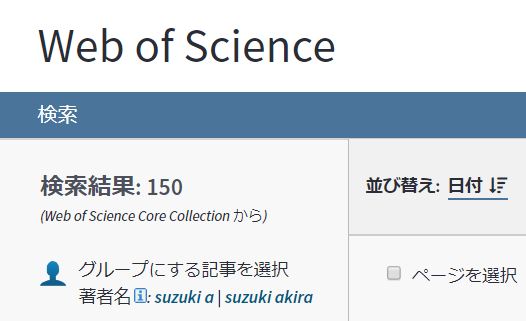 Web of Science
検索
検索結果: 150
(Web of Science Core Collection から)
並び替え: 日付
グループにする記事を選択
著者名 i: suzuki a | suzuki akira
ページを選択